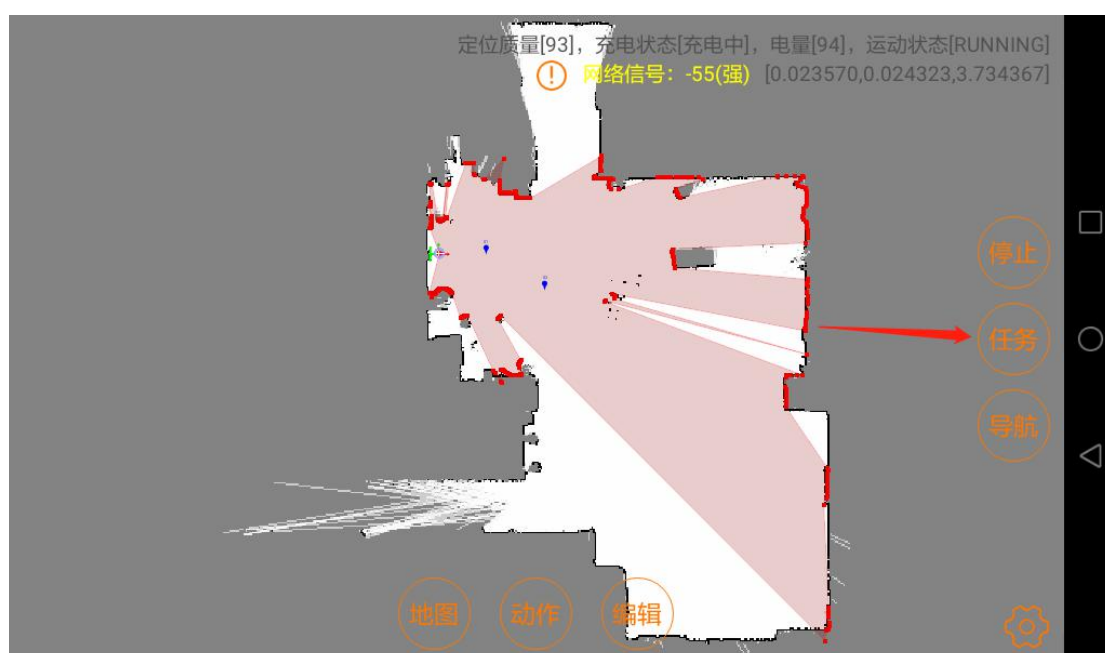 定位质量[93]，充电状态[充电中]，电量[94]，运动状态[RUNNING]
网络信号：-55(强) [0.023570,0.024323,3.734367]
停止
任务
导航
地图
动作
编辑